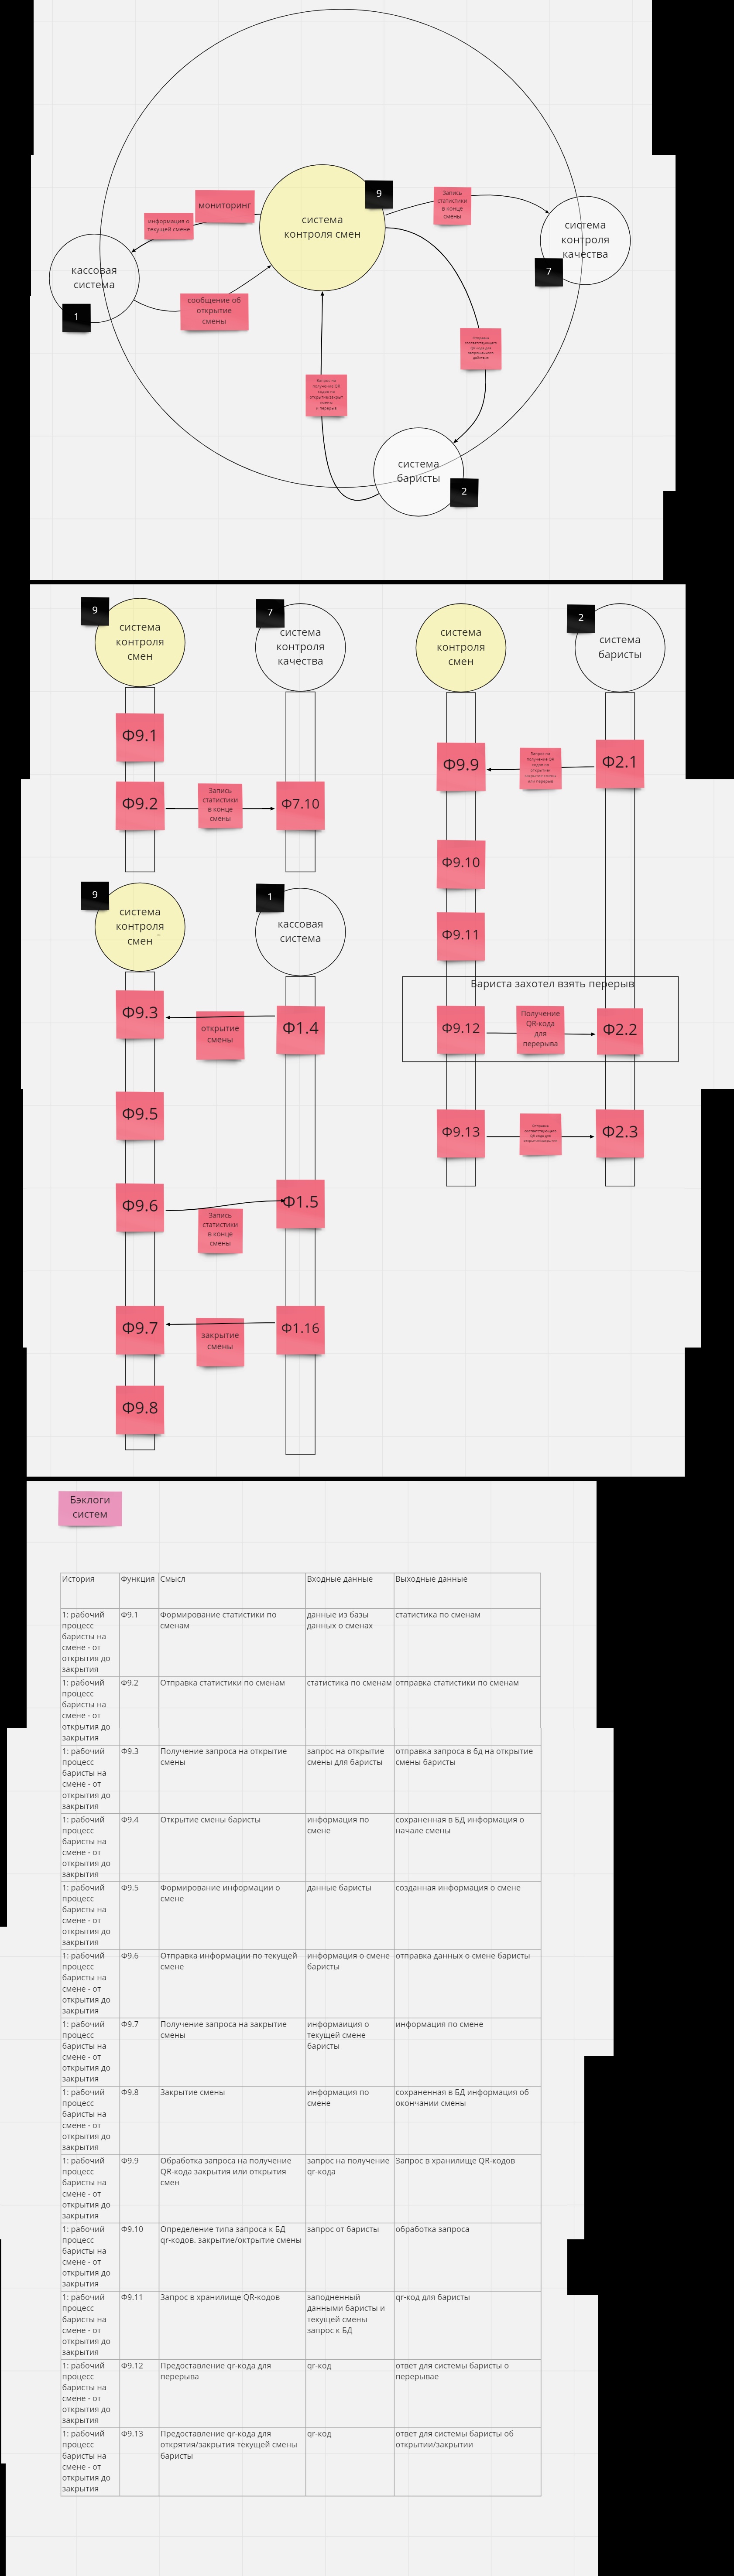 мониторинг
информация о
текущей смене
9
система
контроля смен
Запись
статистики
в конце
смены
система
контроля
качества
7
кассовая
система
1
сообщение об
открытие
смены
Отправка
соответствующего
QR кода для
запрошенного
действия
Запрос на
получение QR
кодов на
открытие/закрыт
смены
и перерыв
система
баристы
2
9
система
контроля
смен
7
система
контроля
качества
система
контроля
смен
2
система
баристы
Ф9.1
Ф9.2
Запись
статистики
в конце
смены
Ф7.10
Ф9.9
Запрос на
получение QR
кодов на
открытие/
закрытие смены
или перерыв
Ф2.1
Ф9.10
Ф9.11
Бариста захотел взять перерыв
Ф9.12
Получение
QR-кода
для
перерыва
Ф2.2
Ф9.13
Отправка
соответствующего
QR кода для
Ф2.3
9
система
контроля
смен
1
кассовая
система
Ф9.3
открытие
смены
Ф1.4
Ф9.5
Ф9.6
Запись
статистики
в конце
смены
Ф1.5
Ф9.7
закрытие
смены
Ф1.16
Ф9.8
Бэклоги
систем
История Функция Смысл Входные данные Выходные данные
1: рабочий Ф9.1 Формирование статистики по данные из базы статистика по сменам
процесс сменам данных о сменах
баристы на
смене - от
открытия до
закрытия
1: рабочий Ф9.2 Отправка статистики по сменам статистика по сменам отправка статистики по сменам
процесс
баристы на
смене - от
открытия до
закрытия
1: рабочий Ф9.3 Получение запроса на открытие запрос на открытие отправка запроса в бд на открытие
процесс смены смены для баристы смены баристы
баристы на
смене - от
открытия до
закрытия
1: рабочий Ф9.4 Открытие смены баристы информация по сохраненная в БД информация о
процесс смене начале смены
баристы на
смене - от
открытия до
закрытия
1: рабочий Ф9.5 Формирование информации о данные баристы созданная информация о смене
процесс смене
баристы на
смене - от
открытия до
закрытия
1: рабочий Ф9.6 Отправка информации по текущей информация о смене отправка данных о смене баристы
процесс смене баристы
баристы на
смене - от
открытия до
закрытия
1: рабочий Ф9.7 Получение запроса на закрытие информаиция о информация по смене
процесс смены текущей смене
баристы на баристы
смене - от
открытия до
закрытия
1: рабочий Ф9.8 Закрытие смены информация по сохраненная в БД информация об
процесс смене окончании смены
баристы на
смене - от
открытия до
закрытия
1: рабочий Ф9.9 Обработка запроса на получение запрос на получение Запрос в хранилище QR-кодов
процесс QR-кода закрытия или открытия qr-кода
баристы на смен
смене - от
открытия до
закрытия
1: рабочий Ф9.10 Определение типа запроса к БД запрос от баристы обработка запроса
процесс qr-кодов. закрытие/октрытие смены
баристы на
смене - от
открытия до
закрытия
1: рабочий Ф9.11 Запрос в хранилище QR-кодов заподненный qr-код для баристы
процесс данными баристы и
баристы на текущей смены
смене - от запрос к БД
открытия до
закрытия
1: рабочий Ф9.12 Предоставление qr-кода для qr-код ответ для системы баристы о
процесс перерыва перерывае
баристы на
смене - от
открытия до
закрытия
1: рабочий Ф9.13 Предоставление qr-кода для qr-код ответ для системы баристы об
процесс открятия/закрытия текущей смены открытии/закрытии
баристы на баристы
смене - от
открытия до
закрытия